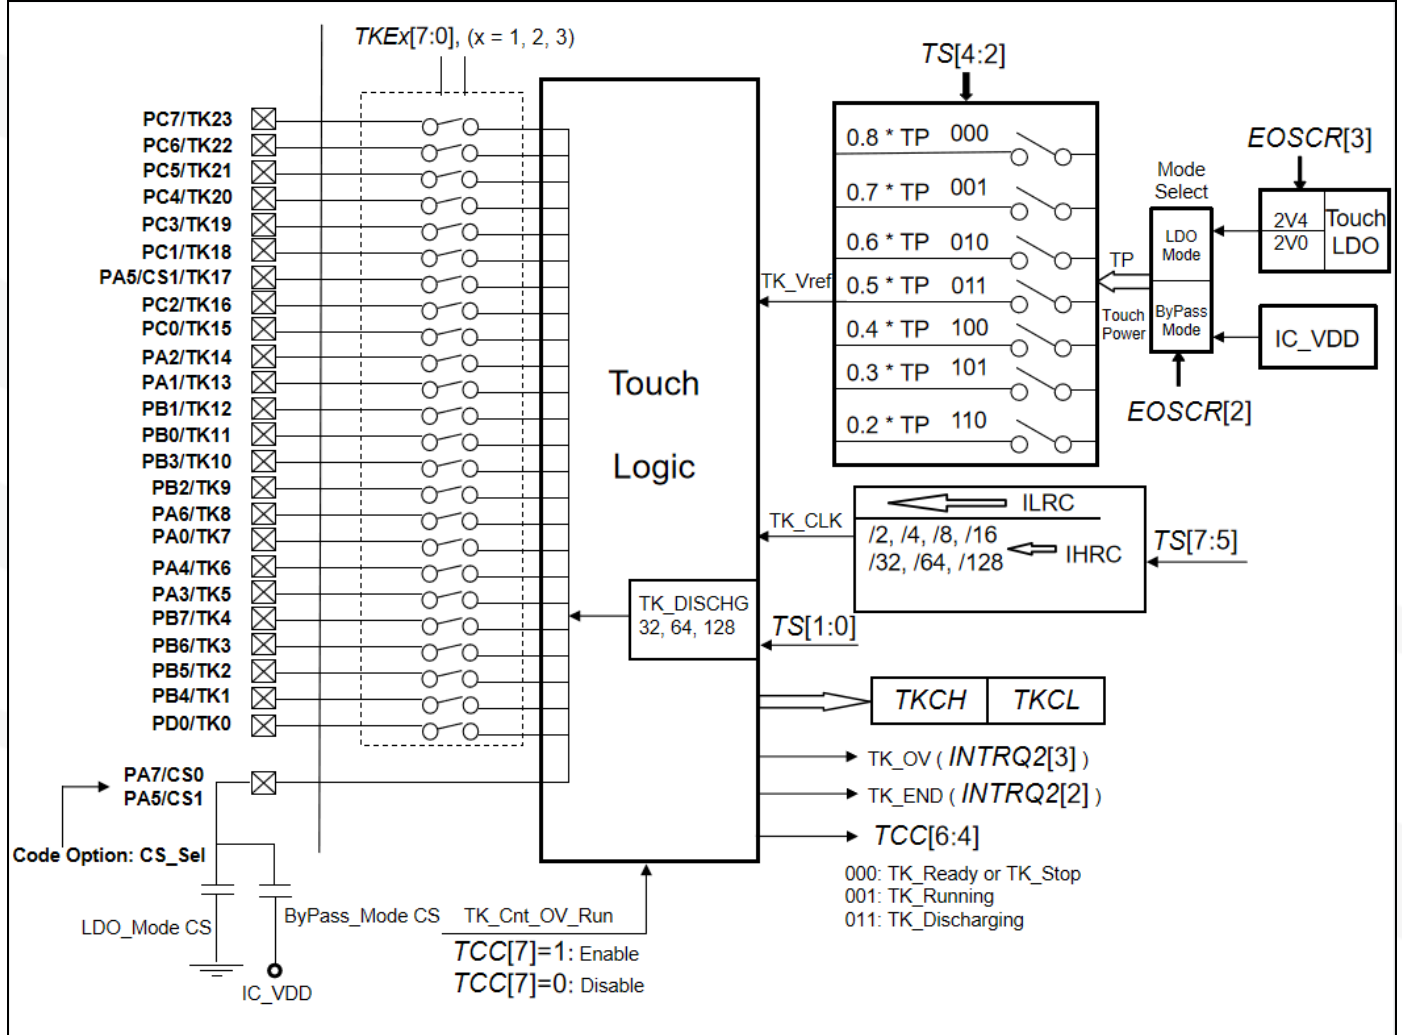 TKEx[7:0], (x = 1, 2, 3)
PC7/TK23
PC6/TK22
PC5/TK21
PC4/TK20
PC3/TK19
PC1/TK18
PA5/CS1/TK17
PC2/TK16
PC0/TK15
PA2/TK14
PA1/TK13
PB1/TK12
PB0/TK11
PB3/TK10
PB2/TK9
PA6/TK8
PA0/TK7
PA4/TK6
PA3/TK5
PB7/TK4
PB6/TK3
PB5/TK2
PB4/TK1
PD0/TK0
PA7/CS0
PA5/CS1
Code Option: CS_Sel
LDO_Mode CS
ByPass_Mode CS
IC_VDD
TK_Cnt_OV_Run
TCC[7]=1: Enable
TCC[7]=0: Disable
Touch
Logic
TK_DISCHG
32, 64, 128
TS[4:2]
0.8 * TP 000
0.7 * TP 001
0.6 * TP 010
0.5 * TP 011
0.4 * TP 100
0.3 * TP 101
0.2 * TP 110
TK_Vref
TP
Touch
Power
Mode
Select
LDO
Mode
ByPass
Mode
EOSCR[2]
EOSCR[3]
2V4
2V0
Touch
LDO
IC_VDD
TK_CLK
ILRC
/2, /4, /8, /16
/32, /64, /128
IHRC
TS[7:5]
TS[1:0]
TKCH TKCL
TK_OV ( INTRQ2[3] )
TK_END ( INTRQ2[2] )
TCC[6:4]
000: TK_Ready or TK_Stop
001: TK_Running
011: TK_Discharging